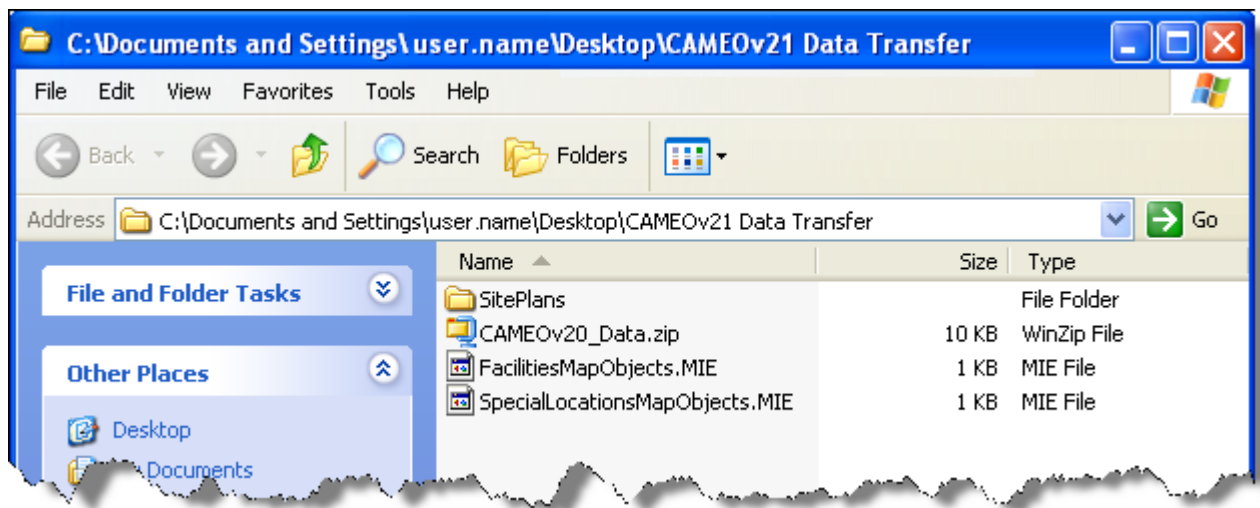 C:\Documents and Settings\user.name\Desktop\CAMEOv21 Data Transfer
File Edit View Favorites Tools Help
Back Search Folders
Address C:\Documents and Settings\user.name\Desktop\CAMEOv21 Data Transfer Go
Name Size Type
File and Folder Tasks
SitePlans File Folder
CAMEOv20_Data.zip 10 KB WinZip File
FacilitiesMapObjects.MIE 1 KB MIE File
Other Places
SpecialLocationsMapObjects.MIE 1 KB MIE File
Desktop
Documents